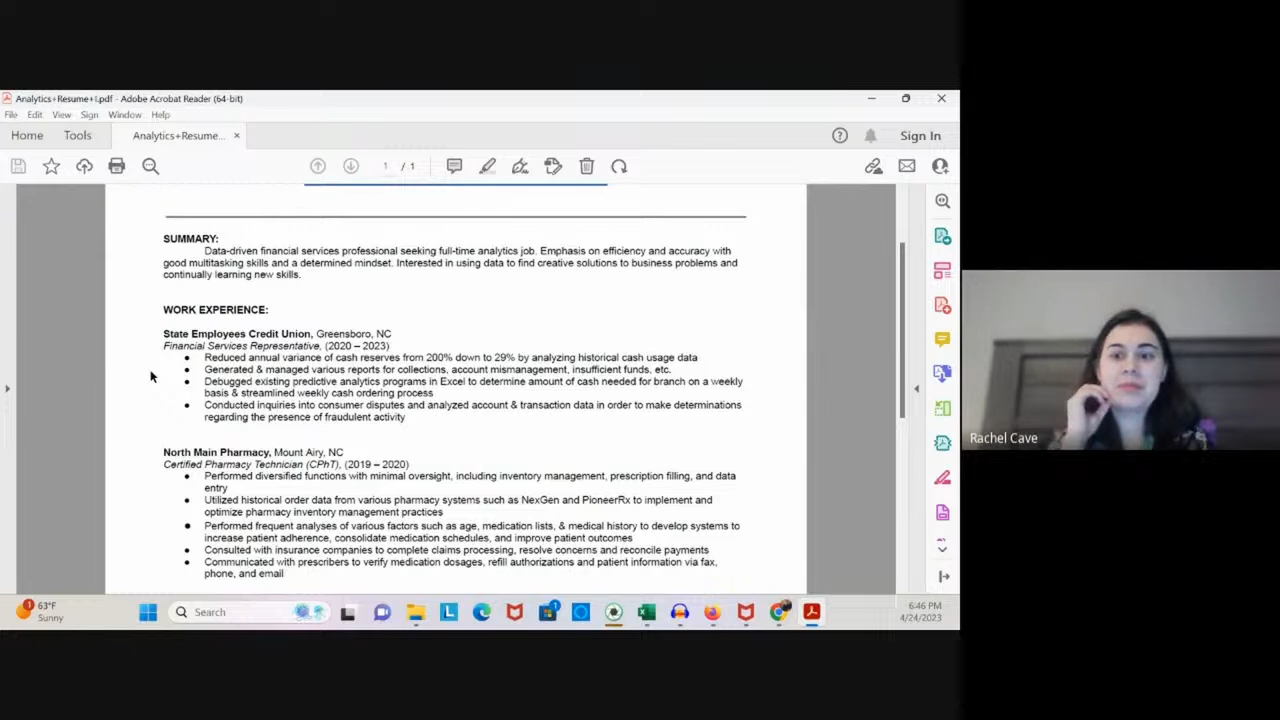 Analytics+Resume+I.pdf - Adobe Acrobat Reader (64-bit)
File Edit View Sign Window Help
Home Tools Analytics+Resume... × Sign In
1 / 1
SUMMARY:
Data-driven financial services professional seeking full-time analytics job. Emphasis on efficiency and accuracy with
good multitasking skills and a determined mindset. Interested in using data to find creative solutions to business problems and
continually learning new skills.
WORK EXPERIENCE:
State Employees Credit Union, Greensboro, NC
Financial Services Representative, (2020 – 2023)
● Reduced annual variance of cash reserves from 200% down to 29% by analyzing historical cash usage data
● Generated & managed various reports for collections, account mismanagement, insufficient funds, etc.
● Debugged existing predictive analytics programs in Excel to determine amount of cash needed for branch on a weekly
basis & streamlined weekly cash ordering process
● Conducted inquiries into consumer disputes and analyzed account & transaction data in order to make determinations
regarding the presence of fraudulent activity
North Main Pharmacy, Mount Airy, NC
Certified Pharmacy Technician (CPhT), (2019 – 2020)
● Performed diversified functions with minimal oversight, including inventory management, prescription filling, and data
entry
● Utilized historical order data from various pharmacy systems such as NexGen and PioneerRx to implement and
optimize pharmacy inventory management practices
● Performed frequent analyses of various factors such as age, medication lists, & medical history to develop systems to
increase patient adherence, consolidate medication schedules, and improve patient outcomes
● Consulted with insurance companies to complete claims processing, resolve concerns and reconcile payments
● Communicated with prescribers to verify medication dosages, refill authorizations and patient information via fax,
phone, and email
Rachel Cave
1 63°F
Sunny
Search
1
6:46 PM
4/24/2023